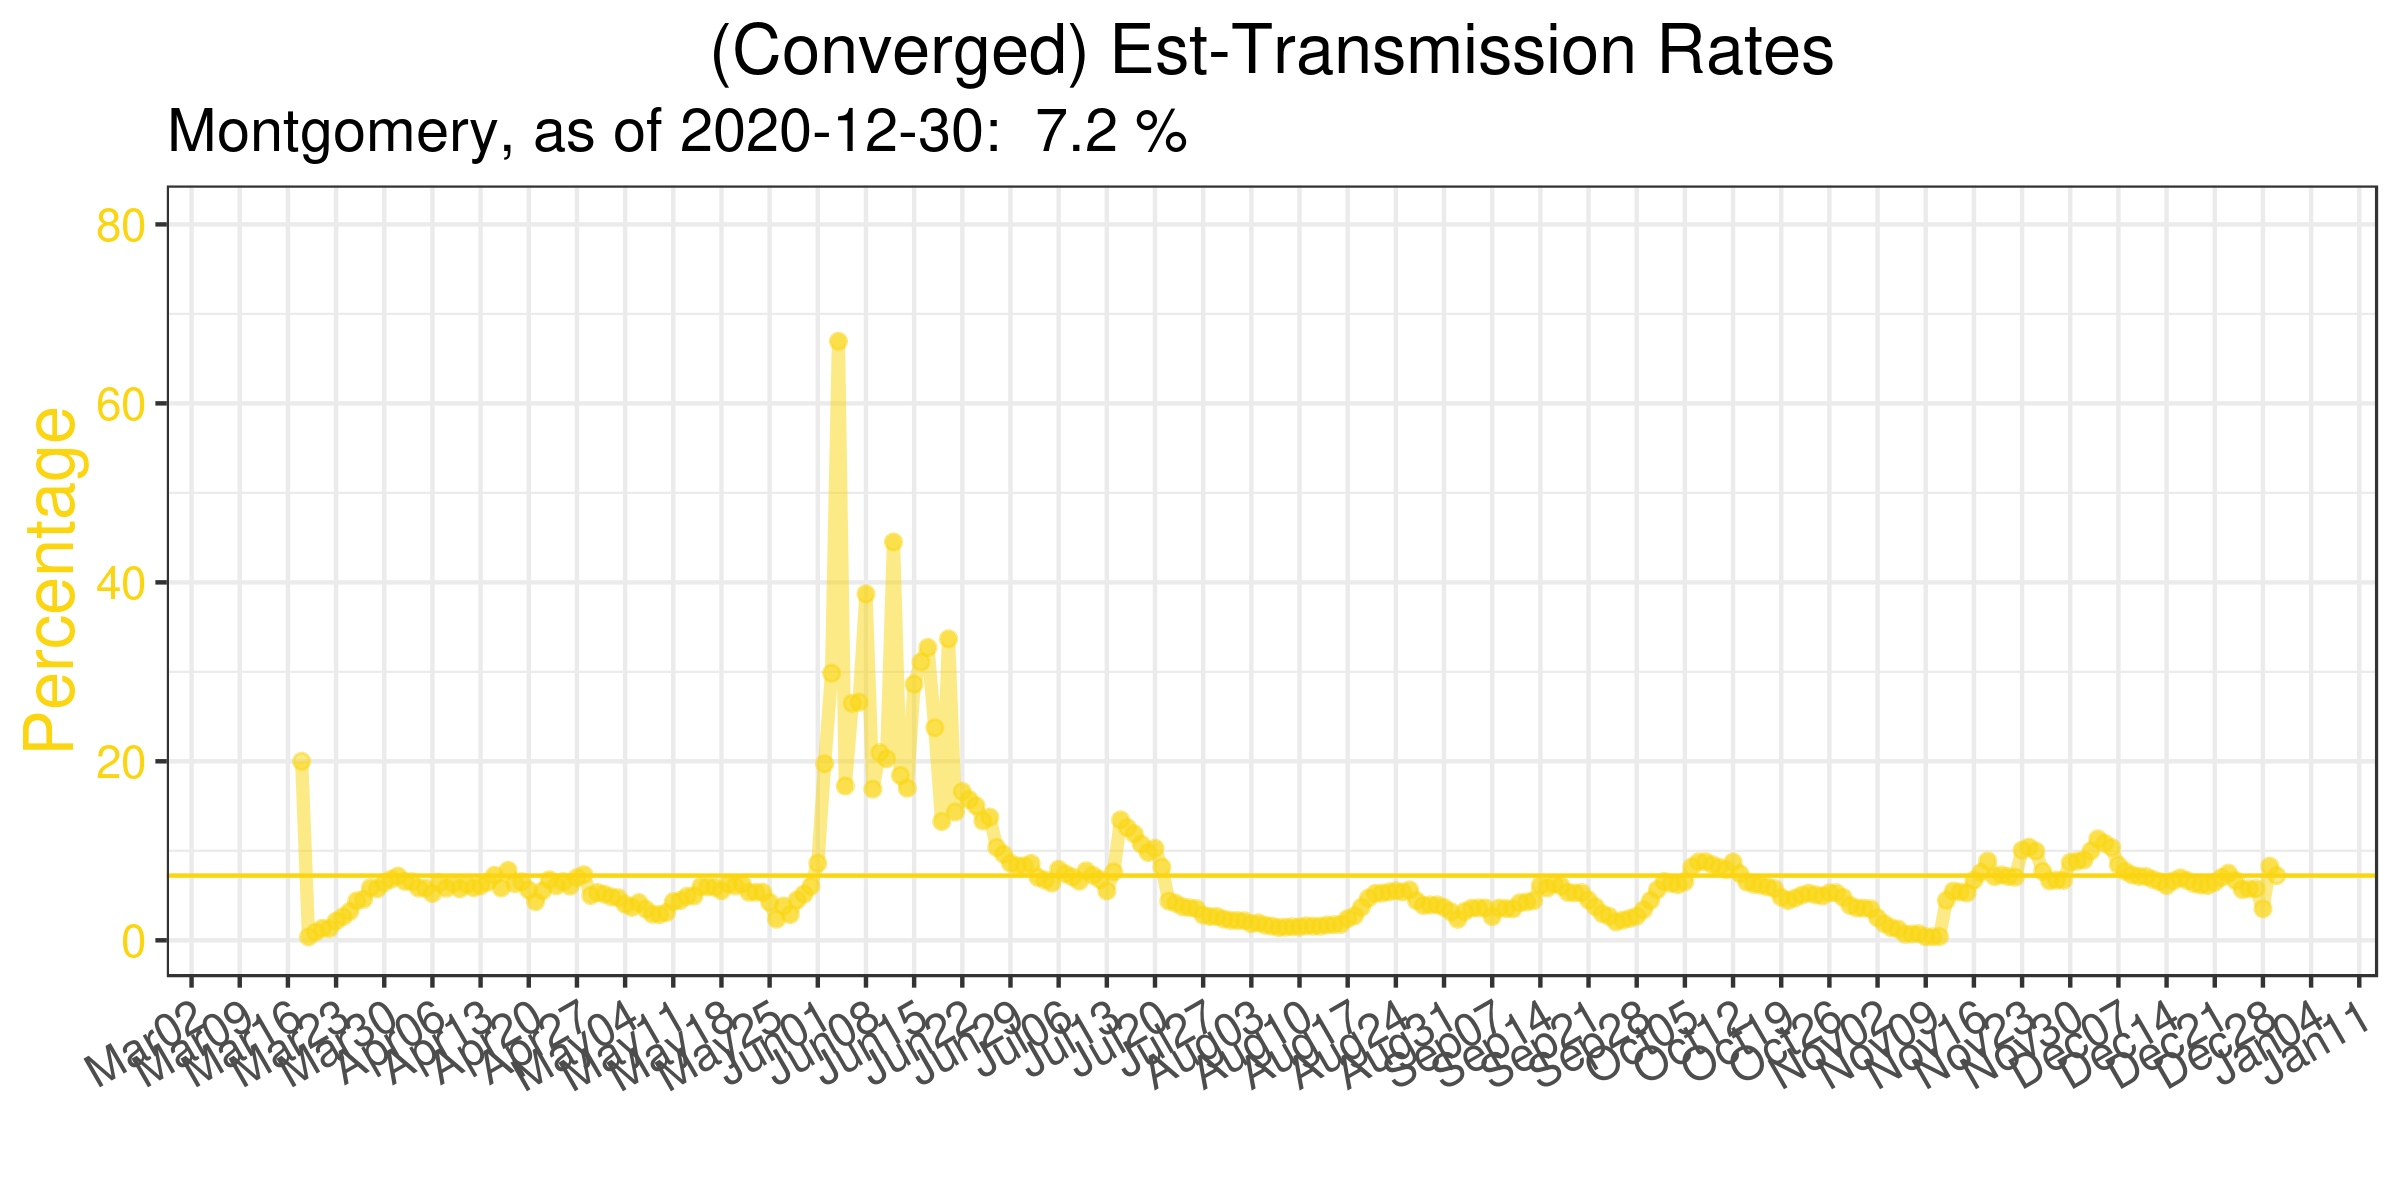 (Converged) Est-Transmission Rates
Montgomery, as of 2020-12-30:  7.2 %
Percentage
80
60
40
20
0
Mar02
Mar09
Mar16
Mar23
Mar30
Apr06
Apr13
Apr20
Apr27
May04
May11
May18
May25
Jun01
Jun08
Jun15
Jun22
Jun29
Jul06
Jul13
Jul20
Jul27
Aug03
Aug10
Aug17
Aug24
Aug31
Sep07
Sep14
Sep21
Sep28
Oct05
Oct12
Oct19
Oct26
Nov02
Nov09
Nov16
Nov23
Nov30
Dec07
Dec14
Dec21
Dec28
Jan04
Jan11